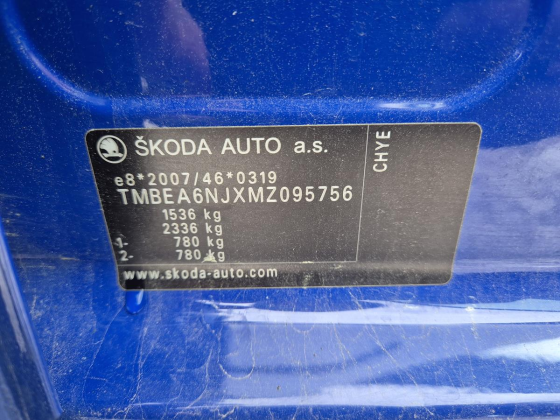 ŠKODA AUTO a.s.
CHYE
e8*2007/46*0319
TMBEA6NJXMZ095756
1536 kg
2336 kg
1- 780 kg
2- 780 kg
www.skoda-auto.com